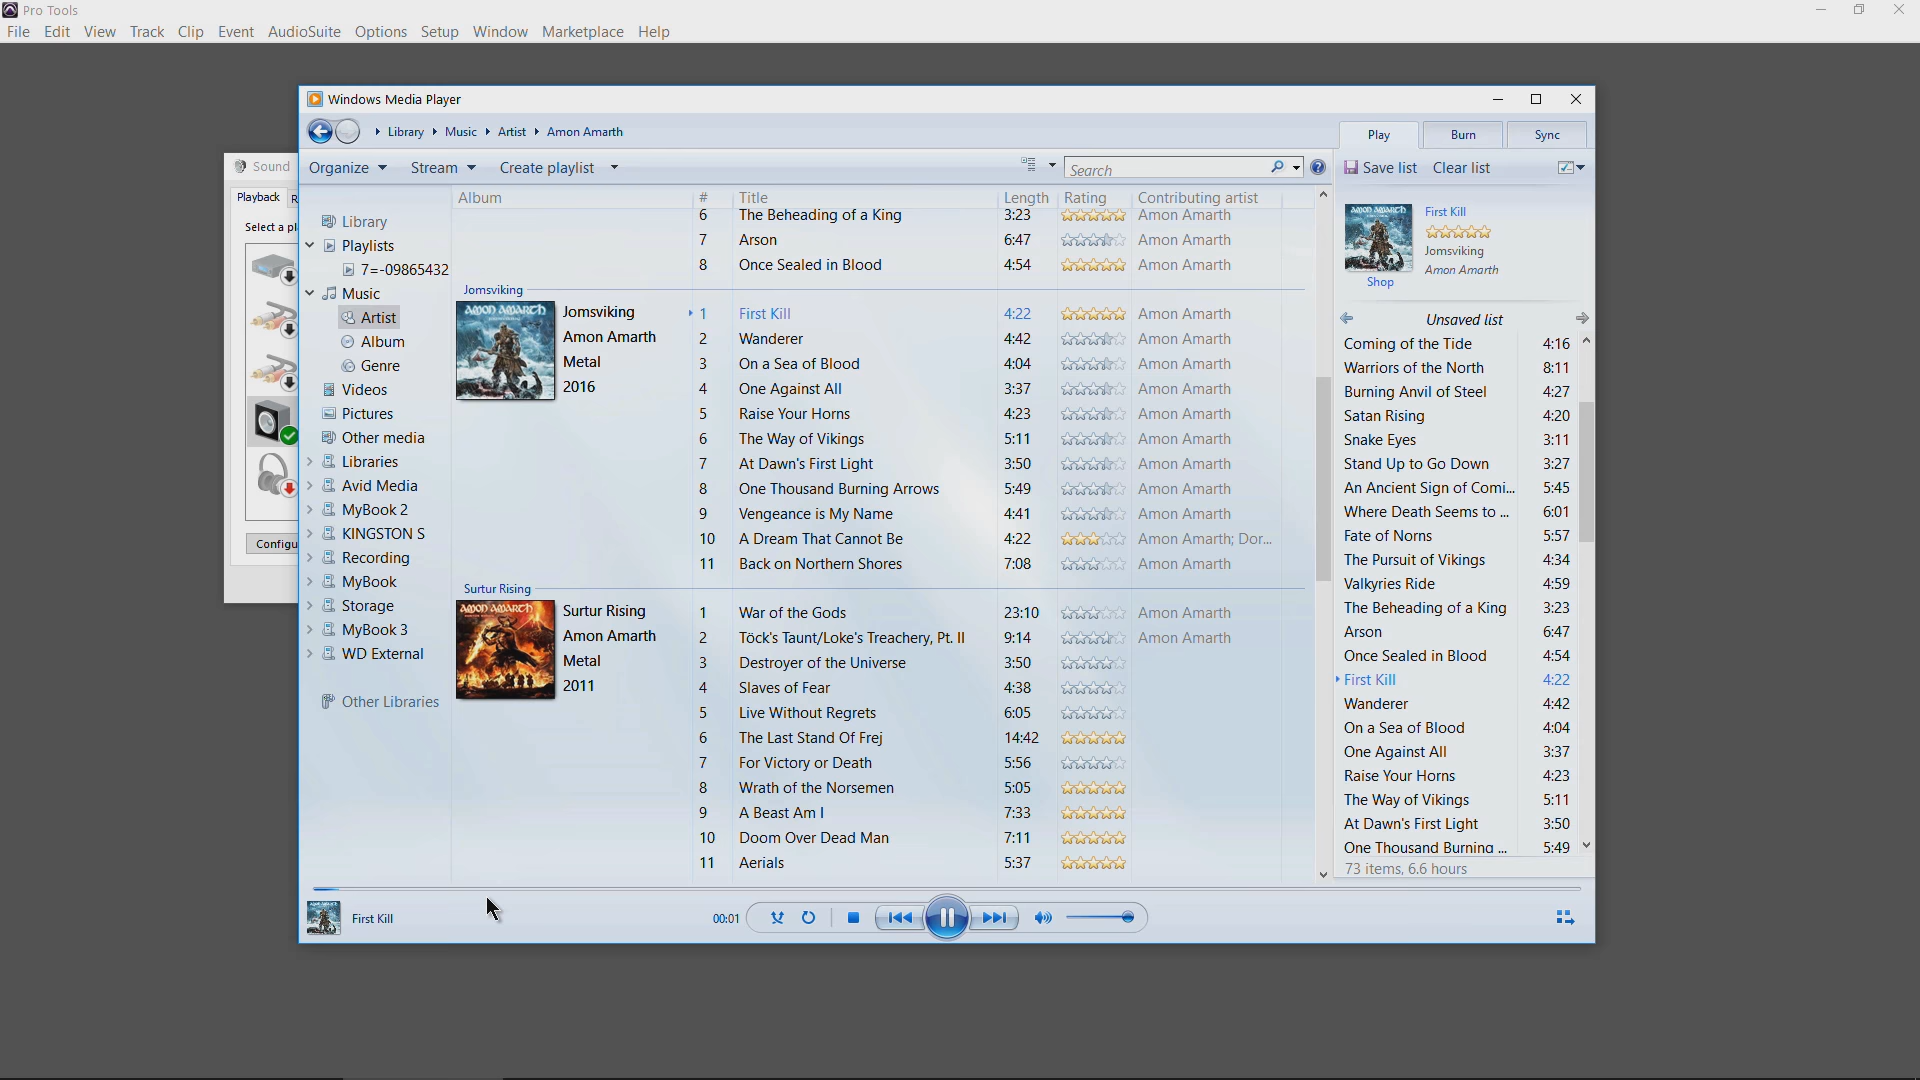 Pro Tools
File Edit View Track Clip Event AudioSuite Options Setup Window Marketplace Help
Sound
Playback
Select a pl
Configu
Windows Media Player
Library Music Artist Amon Amarth
Play Burn Sync
Organize Stream Create playlist Search
Save list Clear list
Library
Playlists
7=-09865432
Music
Artist
Album
Genre
Videos
Pictures
Other media
Libraries
Avid Media
MyBook 2
KINGSTON S
Recording
MyBook
Storage
MyBook 3
WD External
Other Libraries
Album # Title Length Rating Contributing artist
6 The Beheading of a King 3:23 Amon Amarth
7 Arson 6:47 Amon Amarth
8 Once Sealed in Blood 4:54 Amon Amarth
Jomsviking
AMON AMARTH
Jomsviking
Amon Amarth
Metal
2016
1 First Kill 4:22 Amon Amarth
2 Wanderer 4:42 Amon Amarth
3 On a Sea of Blood 4:04 Amon Amarth
4 One Against All 3:37 Amon Amarth
5 Raise Your Horns 4:23 Amon Amarth
6 The Way of Vikings 5:11 Amon Amarth
7 At Dawn's First Light 3:50 Amon Amarth
8 One Thousand Burning Arrows 5:49 Amon Amarth
9 Vengeance is My Name 4:41 Amon Amarth
10 A Dream That Cannot Be 4:22 Amon Amarth; Dor...
11 Back on Northern Shores 7:08 Amon Amarth
Surtur Rising
AMON AMARTH
Surtur Rising
Amon Amarth
Metal
2011
1 War of the Gods 23:10 Amon Amarth
2 Töck's Taunt/Loke's Treachery, Pt. II 9:14 Amon Amarth
3 Destroyer of the Universe 3:50
4 Slaves of Fear 4:38
5 Live Without Regrets 6:05
6 The Last Stand Of Frej 14:42
7 For Victory or Death 5:56
8 Wrath of the Norsemen 5:05
9 A Beast Am I 7:33
10 Doom Over Dead Man 7:11
11 Aerials 5:37
AMON AMARTH
First Kill
Jomsviking
Amon Amarth
Shop
Unsaved list
Coming of the Tide 4:16
Warriors of the North 8:11
Burning Anvil of Steel 4:27
Satan Rising 4:20
Snake Eyes 3:11
Stand Up to Go Down 3:27
An Ancient Sign of Comi... 5:45
Where Death Seems to ... 6:01
Fate of Norns 5:57
The Pursuit of Vikings 4:34
Valkyries Ride 4:59
The Beheading of a King 3:23
Arson 6:47
Once Sealed in Blood 4:54
First Kill 4:22
Wanderer 4:42
On a Sea of Blood 4:04
One Against All 3:37
Raise Your Horns 4:23
The Way of Vikings 5:11
At Dawn's First Light 3:50
One Thousand Burning ... 5:49
73 items, 6.6 hours
First Kill
00:01